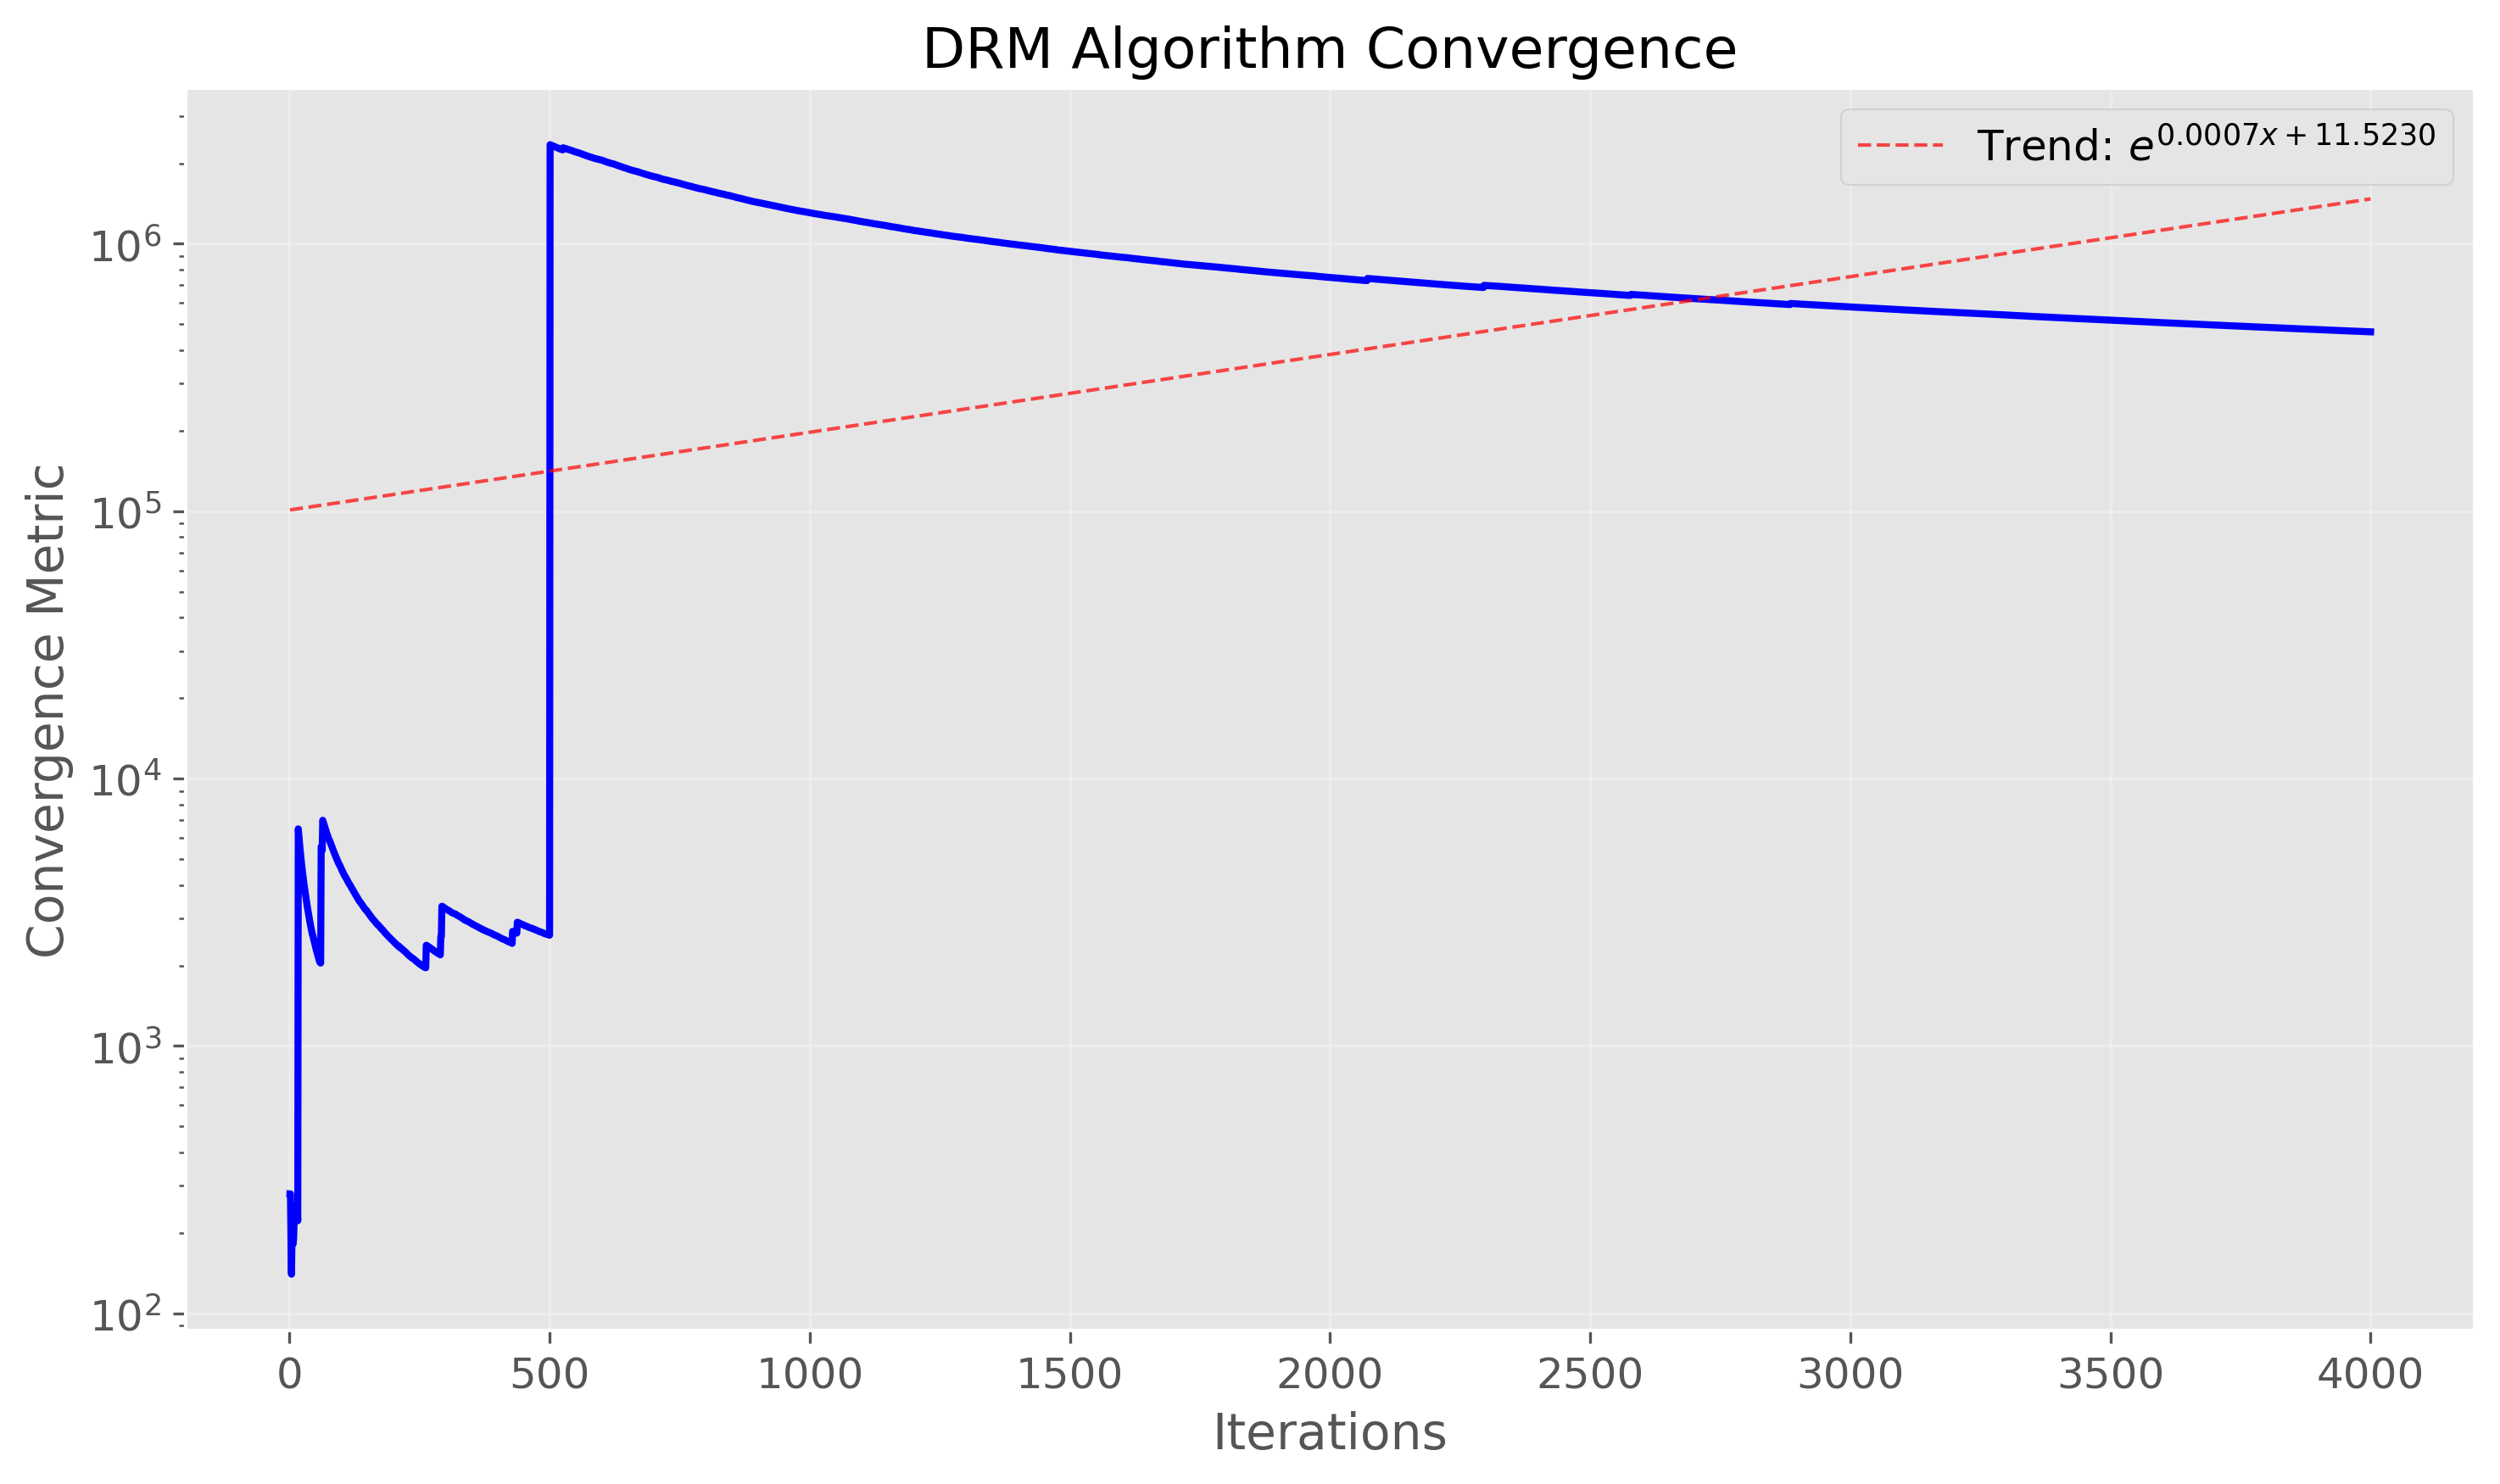 DRM Algorithm Convergence
Trend: e^{0.0007x + 11.5230}
Convergence Metric
10^6
10^5
10^4
10^3
10^2
0 500 1000 1500 2000 2500 3000 3500 4000
Iterations